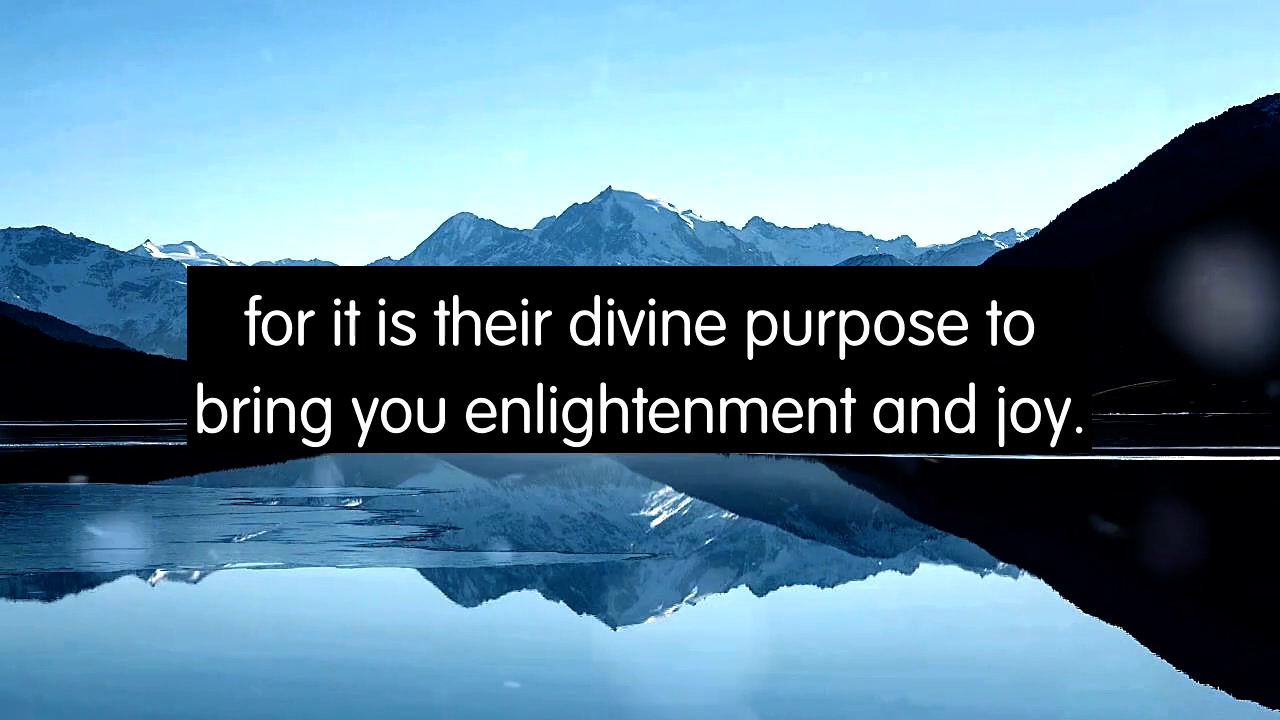 for it is their divine purpose to
bring you enlightenment and joy.